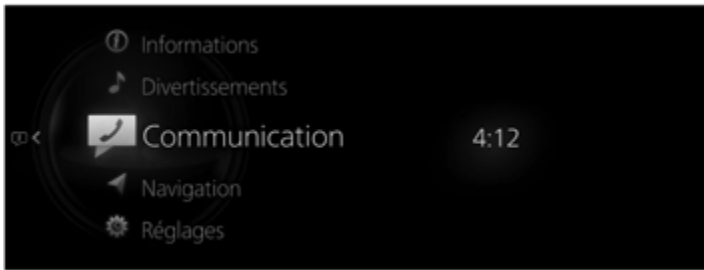 Informations
Divertissements
Communication
4:12
Navigation
Réglages